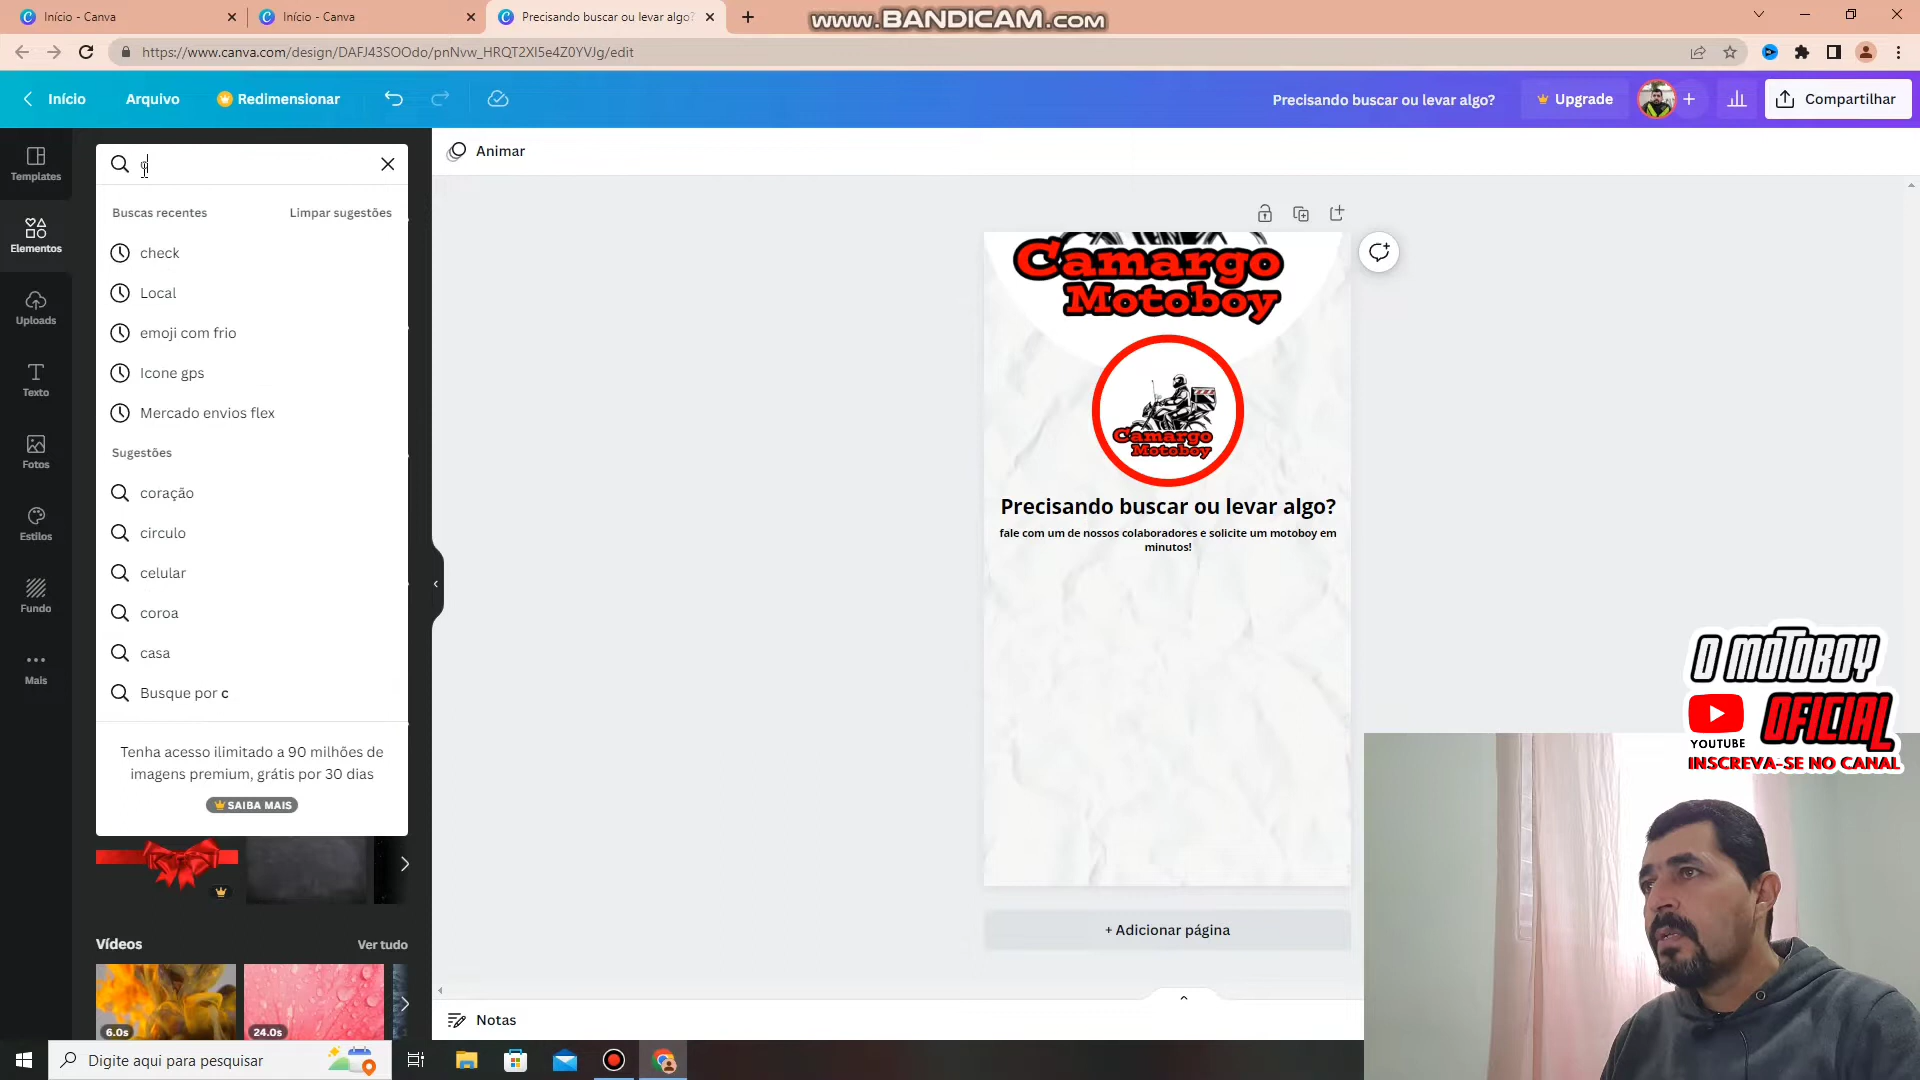 Início - Canva
Início - Canva
Precisando buscar ou levar algo?
WWW.BANDICAM.COM
https://www.canva.com/design/DAFJ43SOOdo/pnNvw_HRQT2Xl5e4Z0YVJg/edit
Início
Arquivo
Redimensionar
Precisando buscar ou levar algo?
Upgrade
Compartilhar
Templates
Elementos
Uploads
Texto
Fotos
Estilos
Fundo
Mais
c
Buscas recentes
Limpar sugestões
check
Local
emoji com frio
Icone gps
Mercado envios flex
Sugestões
coração
circulo
celular
coroa
casa
Busque por c
Tenha acesso ilimitado a 90 milhões de
imagens premium, grátis por 30 dias
SAIBA MAIS
Vídeos
Ver tudo
6.0s
24.0s
Animar
Camargo
Motoboy
Camargo
Motoboy
Precisando buscar ou levar algo?
fale com um de nossos colaboradores e solicite um motoboy em
minutos!
+ Adicionar página
Notas
O MOTOBOY
OFICIAL
YOUTUBE
INSCREVA-SE NO CANAL
Digite aqui para pesquisar